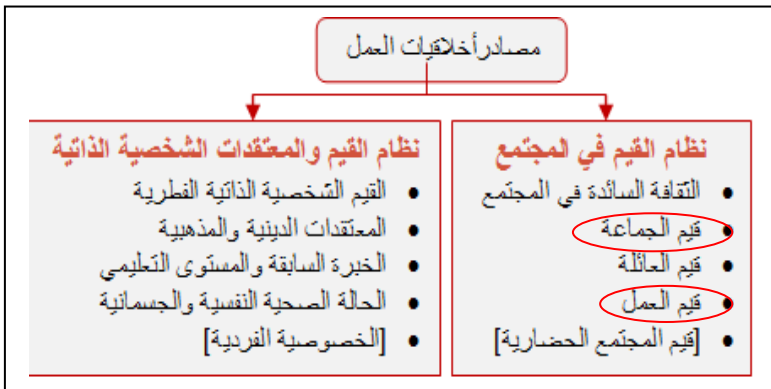 مصادر أخلاقيات العمل
نظام القيم في المجتمع
● الثقافة السائدة في المجتمع
● قيم الجماعة
● قيم العائلة
● قيم العمل
● [قيم المجتمع الحضارية]
نظام القيم والمعتقدات الشخصية الذاتية
● القيم الشخصية الذاتية الفطرية
● المعتقدات الدينية والمذهبية
● الخبرة السابقة والمستوى التعليمي
● الحالة الصحية النفسية والجسمانية
● [الخصوصية الفردية]